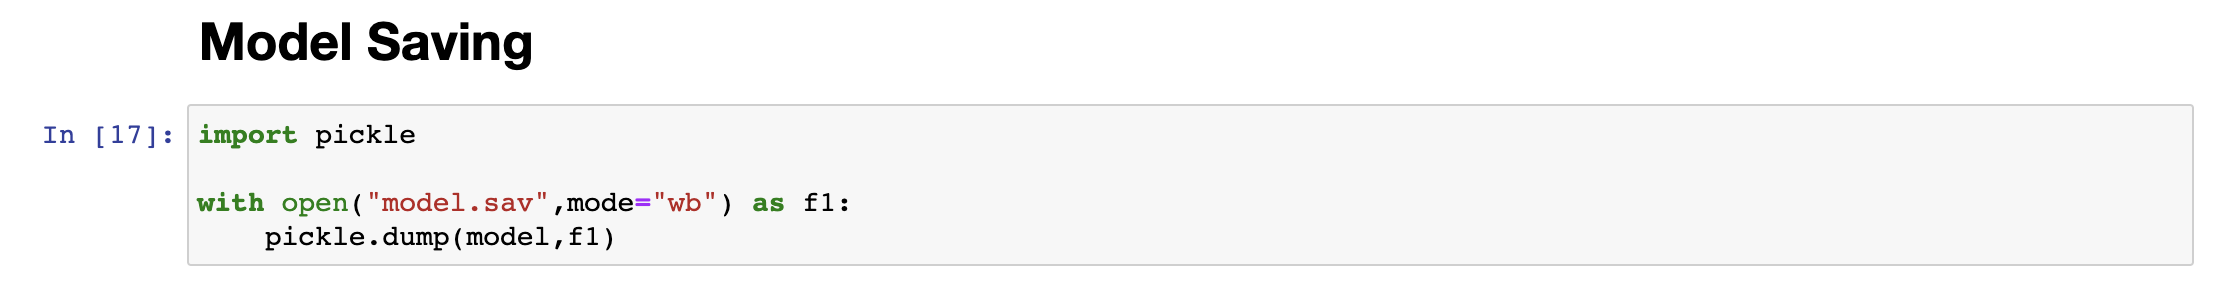 Model Saving
In [17]: import pickle
with open("model.sav",mode="wb") as f1:
    pickle.dump(model,f1)